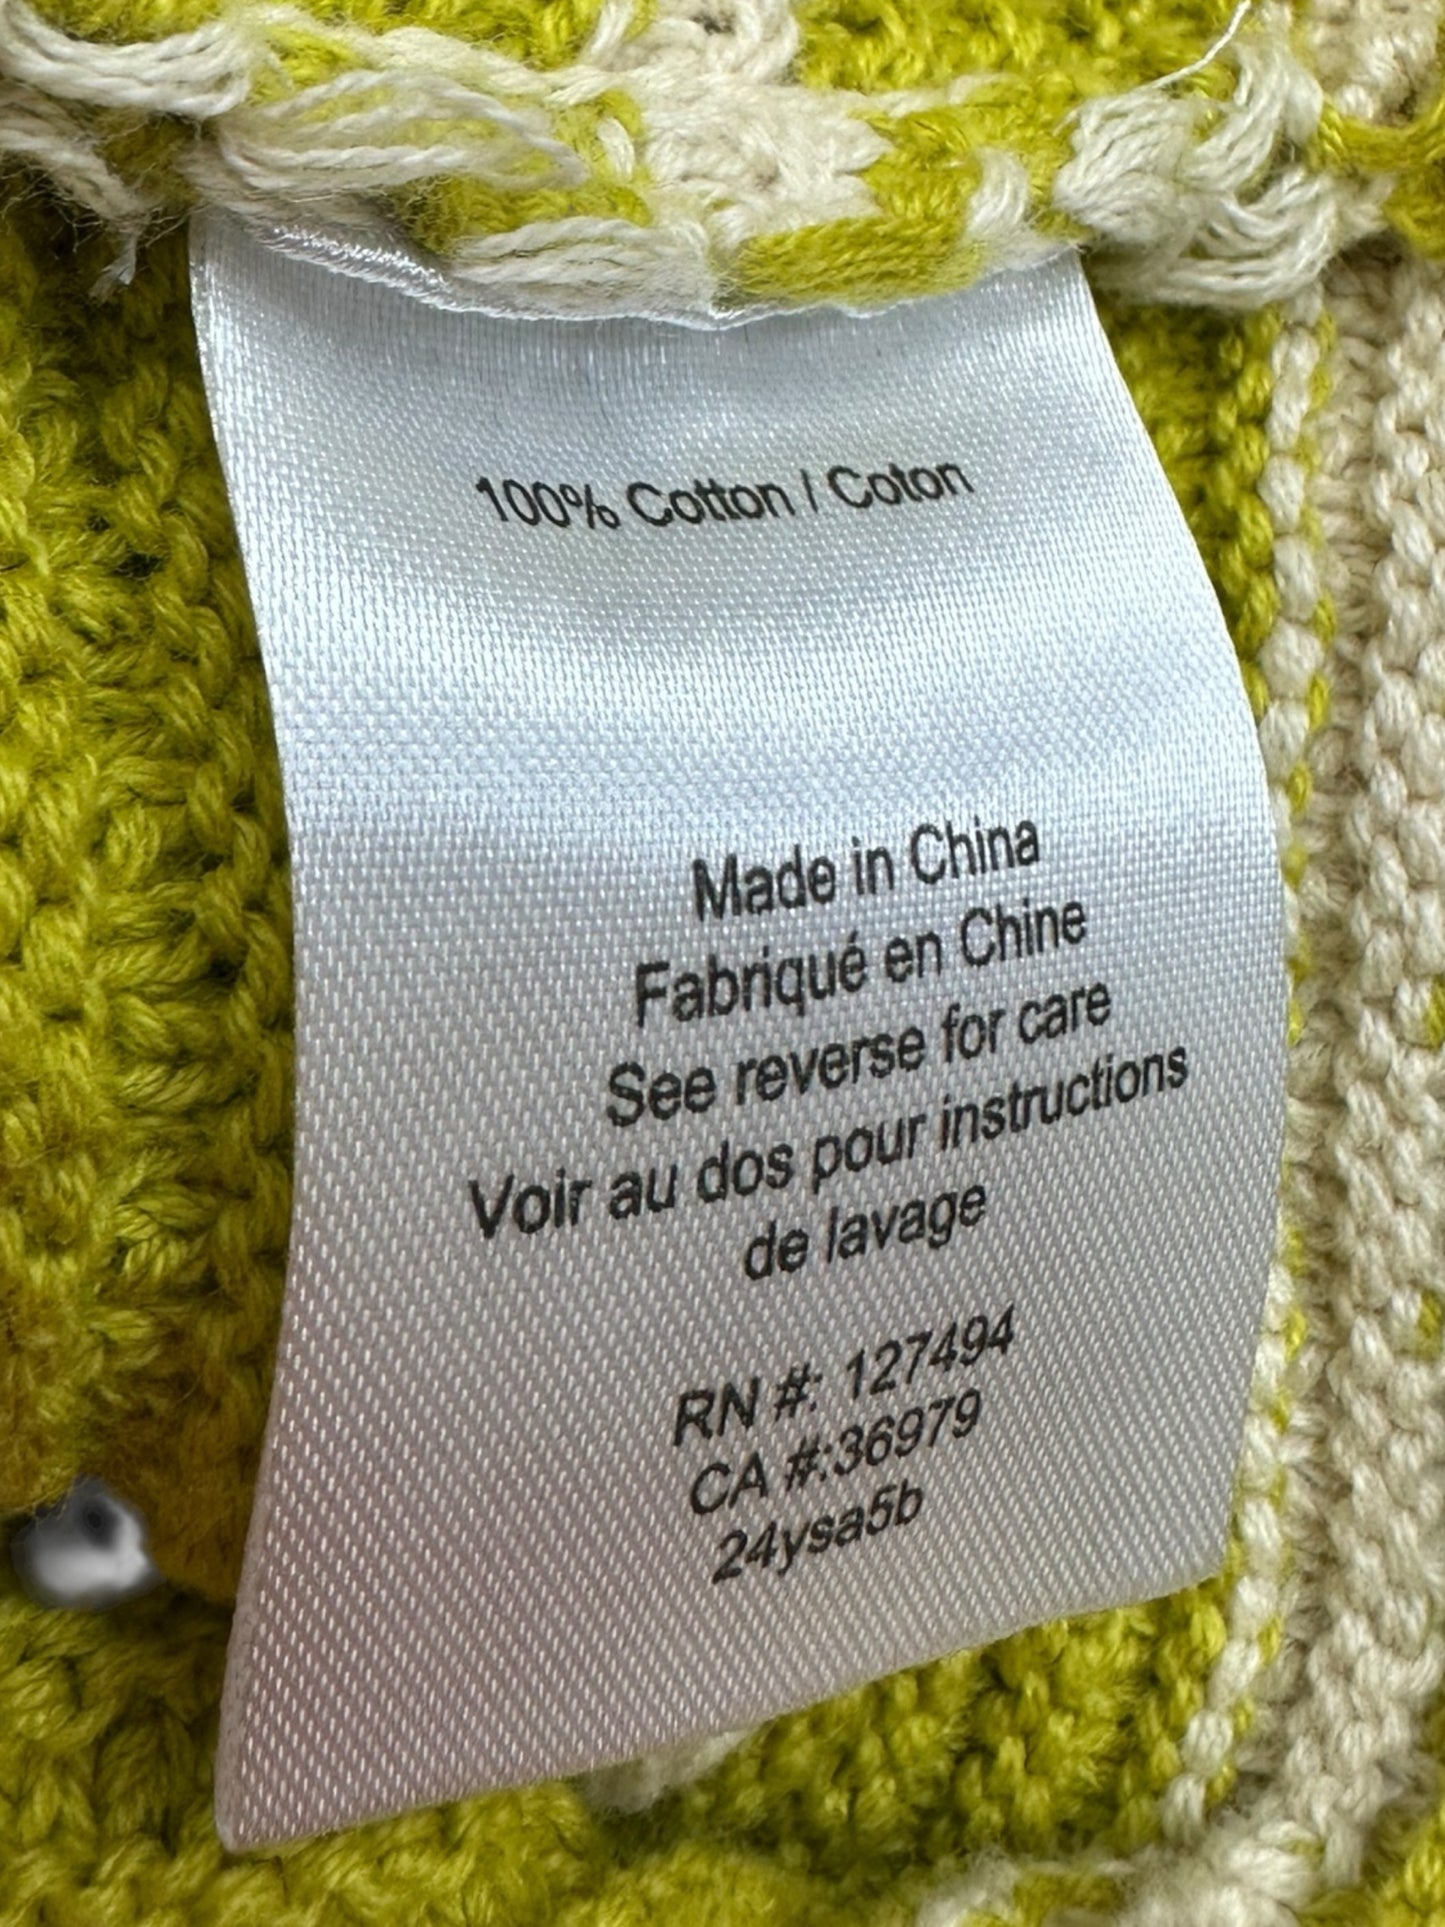 100% Cotton / Coton
Made in China
Fabriqué en Chine
See reverse for care
Voir au dos pour instructions
de lavage
RN #: 127494
CA #:36979
24ysa5b